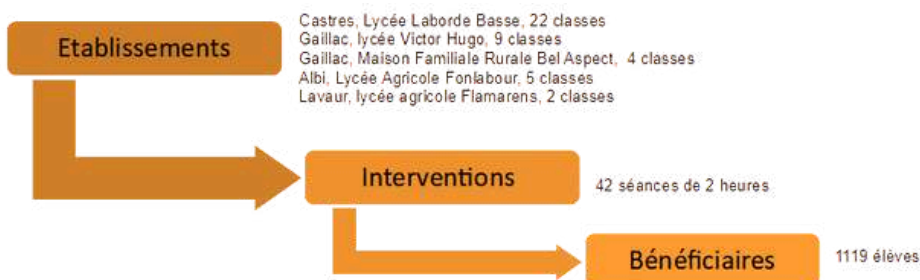 Etablissements
Castres, Lycée Laborde Basse, 22 classes
Gaillac, lycée Victor Hugo, 9 classes
Gaillac, Maison Familiale Rurale Bel Aspect, 4 classes
Albi, Lycée Agricole Fonlabour, 5 classes
Lavaur, lycée agricole Flamarens, 2 classes
Interventions
42 séances de 2 heures
Bénéficiaires
1119 élèves